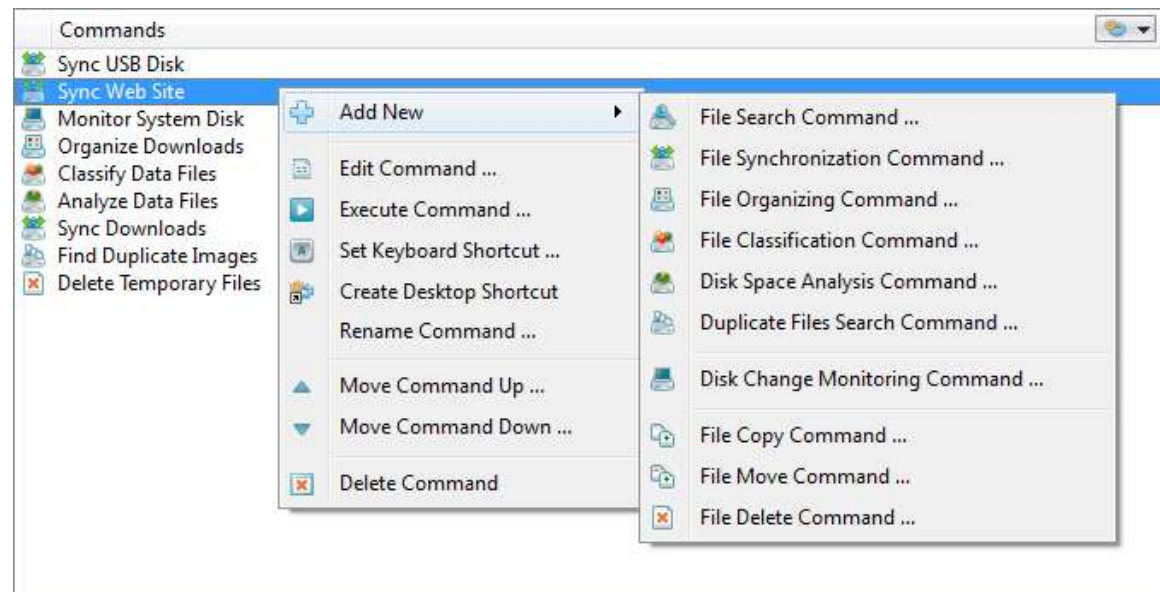 Commands
Sync USB Disk
Sync Web Site
Monitor System Disk
Organize Downloads
Classify Data Files
Analyze Data Files
Sync Downloads
Find Duplicate Images
Delete Temporary Files
Add New
Edit Command ...
Execute Command ...
Set Keyboard Shortcut ...
Create Desktop Shortcut
Rename Command ...
Move Command Up ...
Move Command Down ...
Delete Command
File Search Command ...
File Synchronization Command ...
File Organizing Command ...
File Classification Command ...
Disk Space Analysis Command ...
Duplicate Files Search Command ...
Disk Change Monitoring Command ...
File Copy Command ...
File Move Command ...
File Delete Command ...